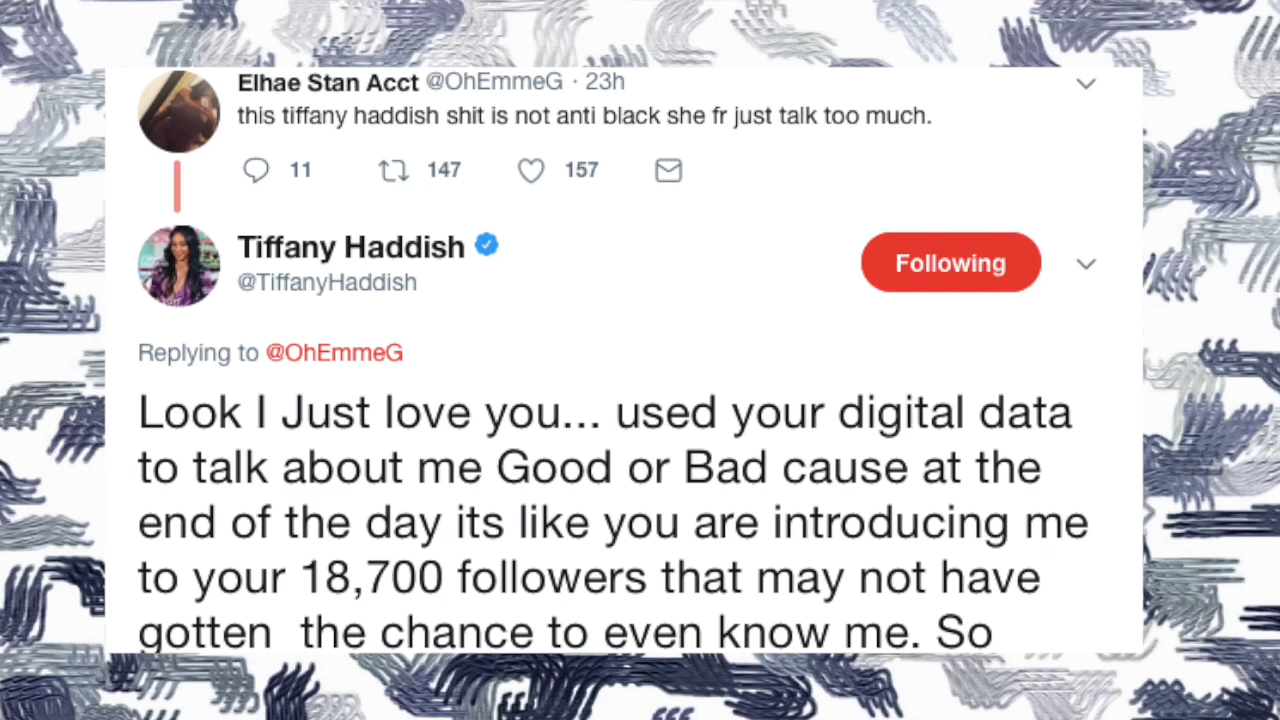 Elhae Stan Acct @OhEmmeG · 23h
this tiffany haddish shit is not anti black she fr just talk too much.
11 147 157
Tiffany Haddish
@TiffanyHaddish
Following
Replying to @OhEmmeG
Look I Just love you... used your digital data
to talk about me Good or Bad cause at the
end of the day its like you are introducing me
to your 18,700 followers that may not have
gotten  the chance to even know me. So